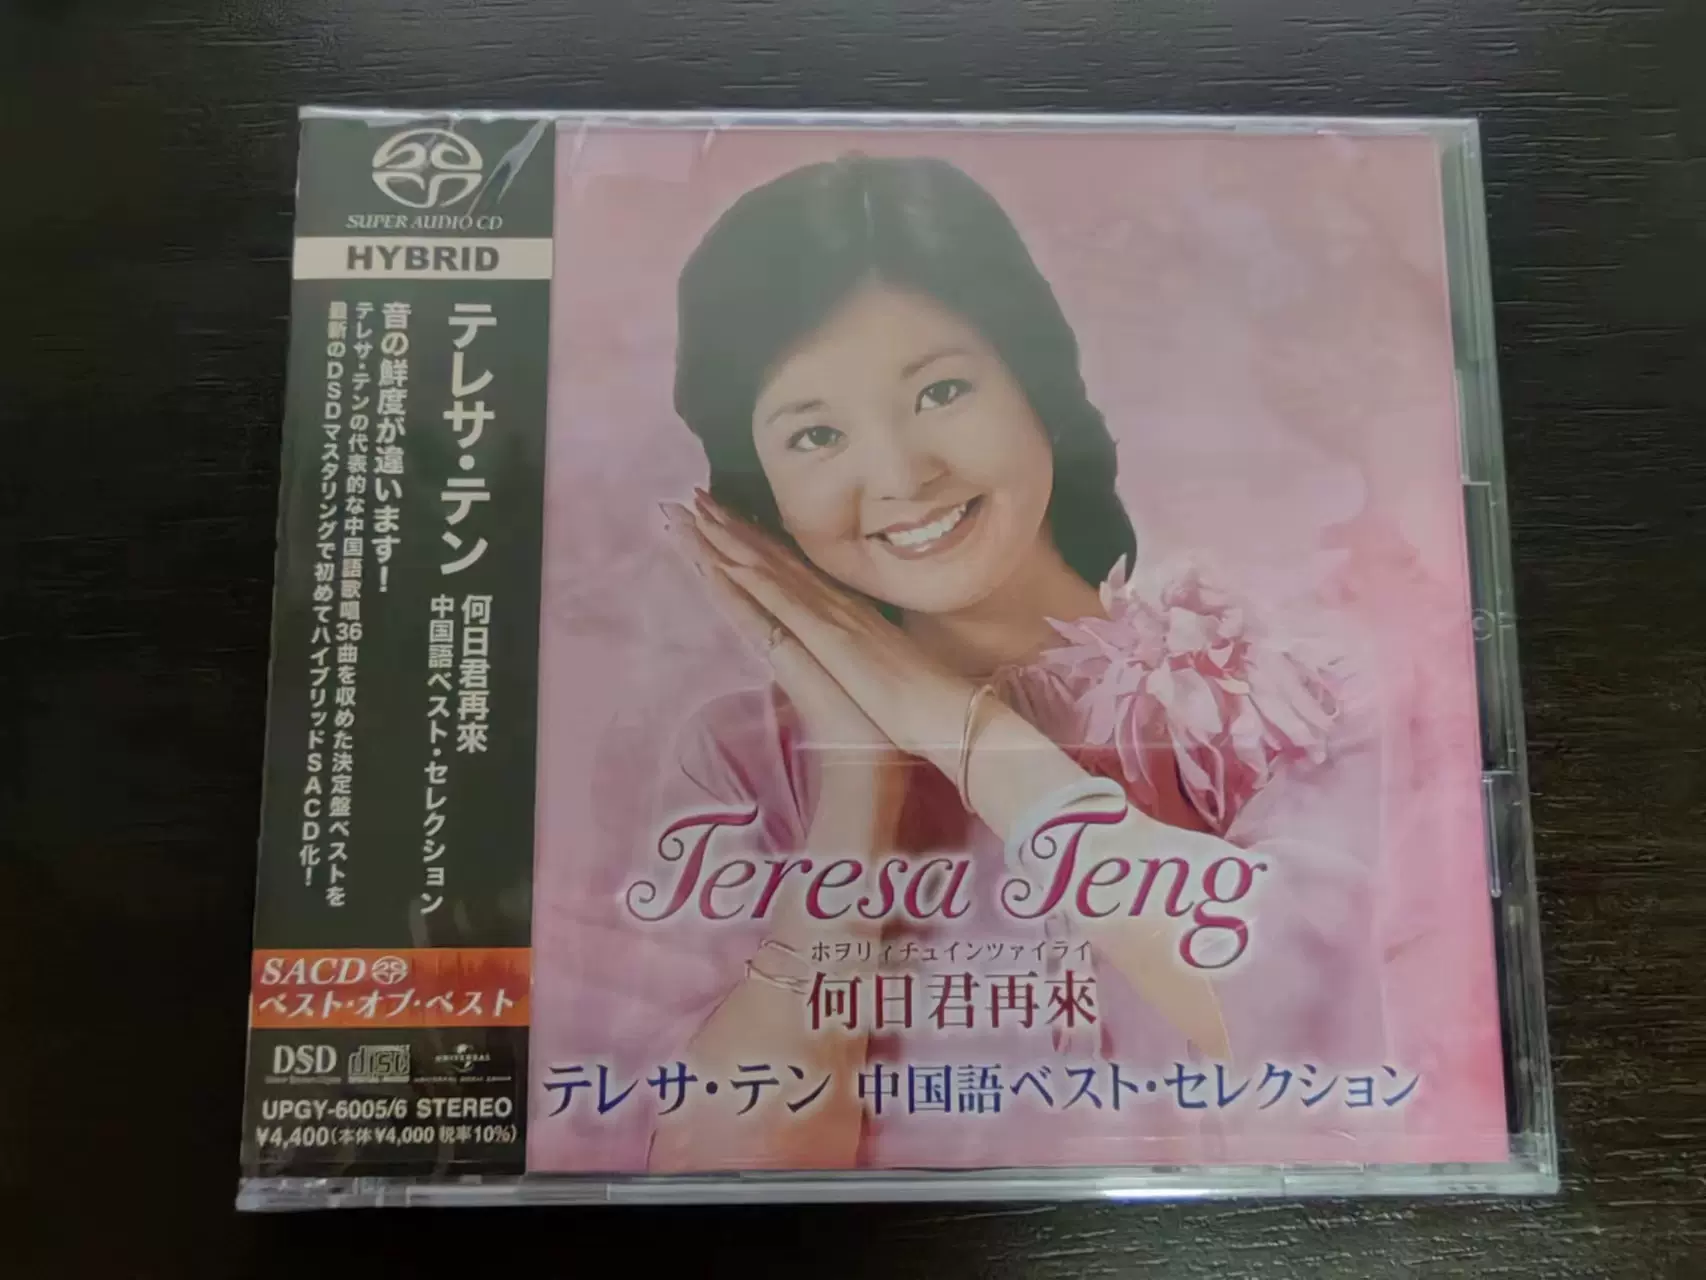 SUPER AUDIO CD
HYBRID
テレサ・テン
何日君再來
中国語ベスト・セレクション
音の鮮度が違います!
テレサ・テンの代表的な中国語歌唱36曲を収めた決定盤ベストを
最新のDSDマスタリングで初めてハイブリッドSACD化!
SACD
ベスト・オブ・ベスト
DSD
disc
UNIVERSAL
UPGY-6005/6 STEREO
¥4,400(本体¥4,000 税率10%)
Teresa Teng
ホヲリィチュインツァイライ
何日君再來
テレサ・テン 中国語ベスト・セレクション